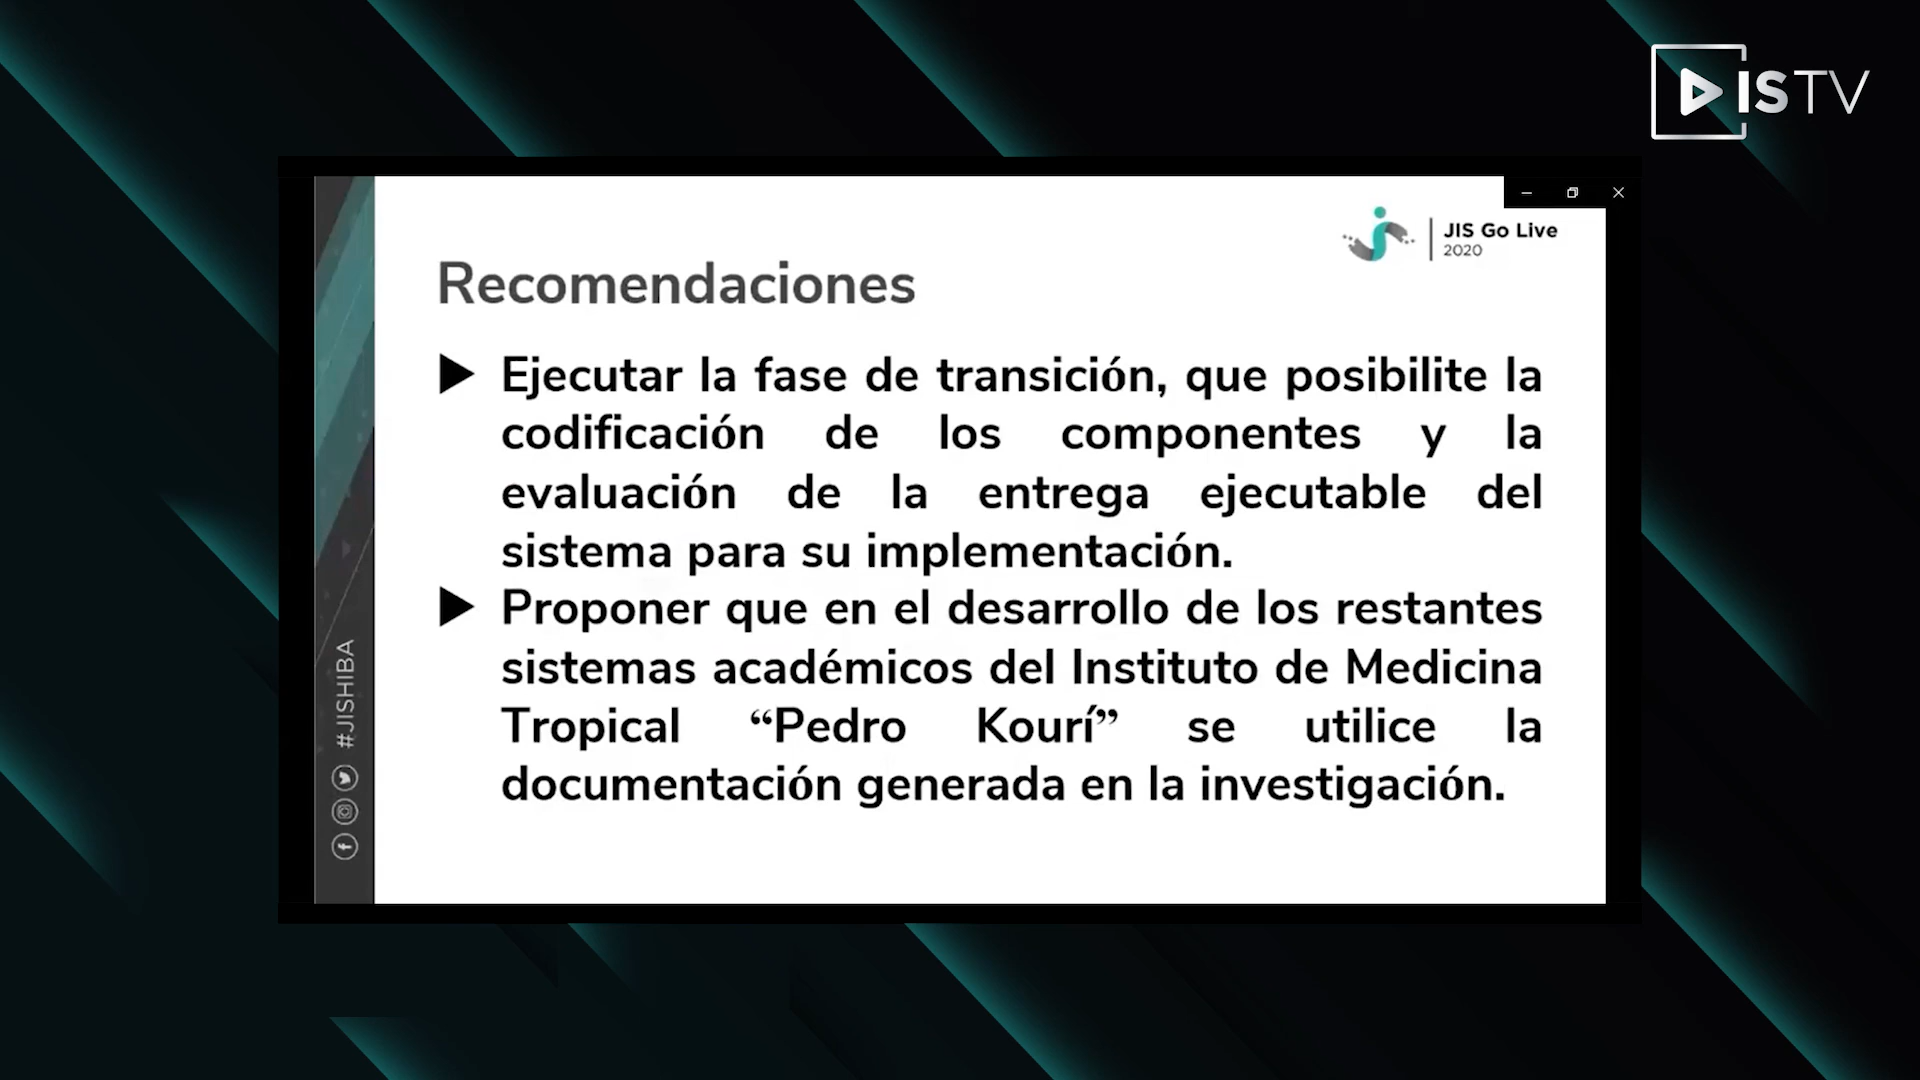 ISTV
JIS Go Live
2020
Recomendaciones
▶ Ejecutar la fase de transición, que posibilite la
codificación de los componentes y la
evaluación de la entrega ejecutable del
sistema para su implementación.
▶ Proponer que en el desarrollo de los restantes
sistemas académicos del Instituto de Medicina
Tropical “Pedro Kourí” se utilice la
documentación generada en la investigación.
#JISHIBA